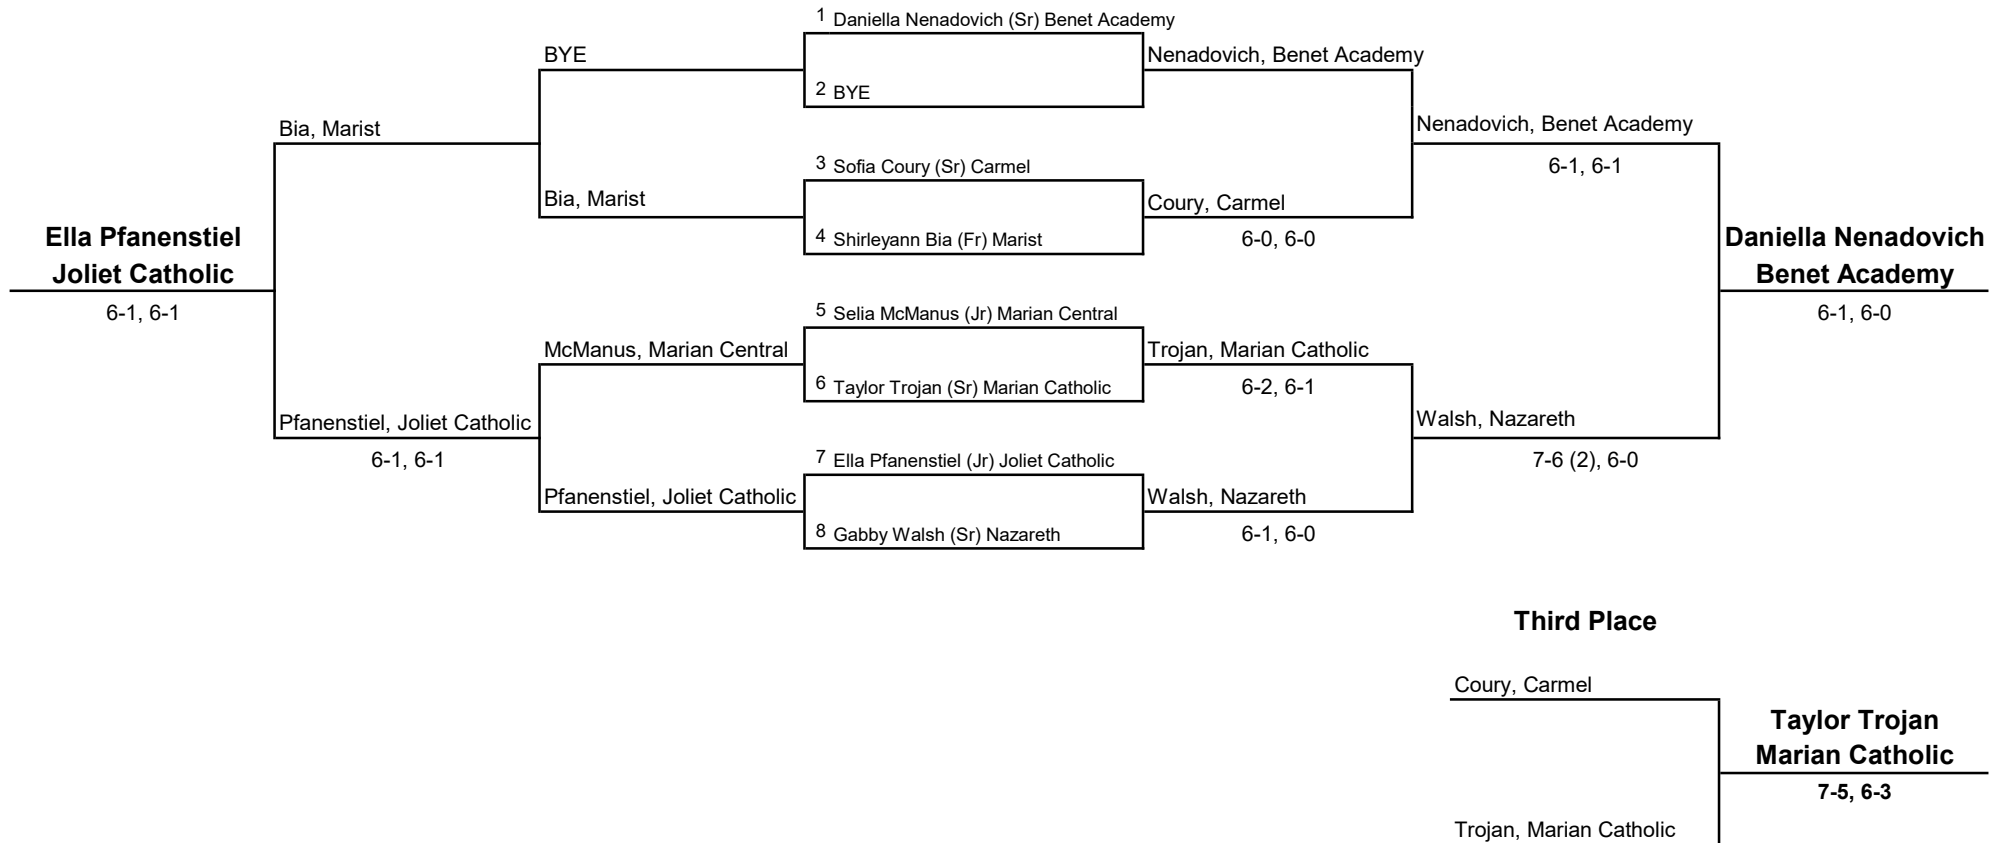 1 Daniella Nenadovich (Sr) Benet Academy
BYE
Nenadovich, Benet Academy
2 BYE
Bia, Marist
Nenadovich, Benet Academy
3 Sofia Coury (Sr) Carmel
6-1, 6-1
Bia, Marist
Coury, Carmel
Ella Pfanenstiel
4 Shirleyann Bia (Fr) Marist
6-0, 6-0
Daniella Nenadovich
Joliet Catholic
Benet Academy
6-1, 6-1
5 Selia McManus (Jr) Marian Central
6-1, 6-0
McManus, Marian Central
Trojan, Marian Catholic
6 Taylor Trojan (Sr) Marian Catholic
6-2, 6-1
Pfanenstiel, Joliet Catholic
Walsh, Nazareth
6-1, 6-1
7 Ella Pfanenstiel (Jr) Joliet Catholic
7-6 (2), 6-0
Pfanenstiel, Joliet Catholic
Walsh, Nazareth
8 Gabby Walsh (Sr) Nazareth
6-1, 6-0
Third Place
Coury, Carmel
Taylor Trojan
Marian Catholic
7-5, 6-3
Trojan, Marian Catholic